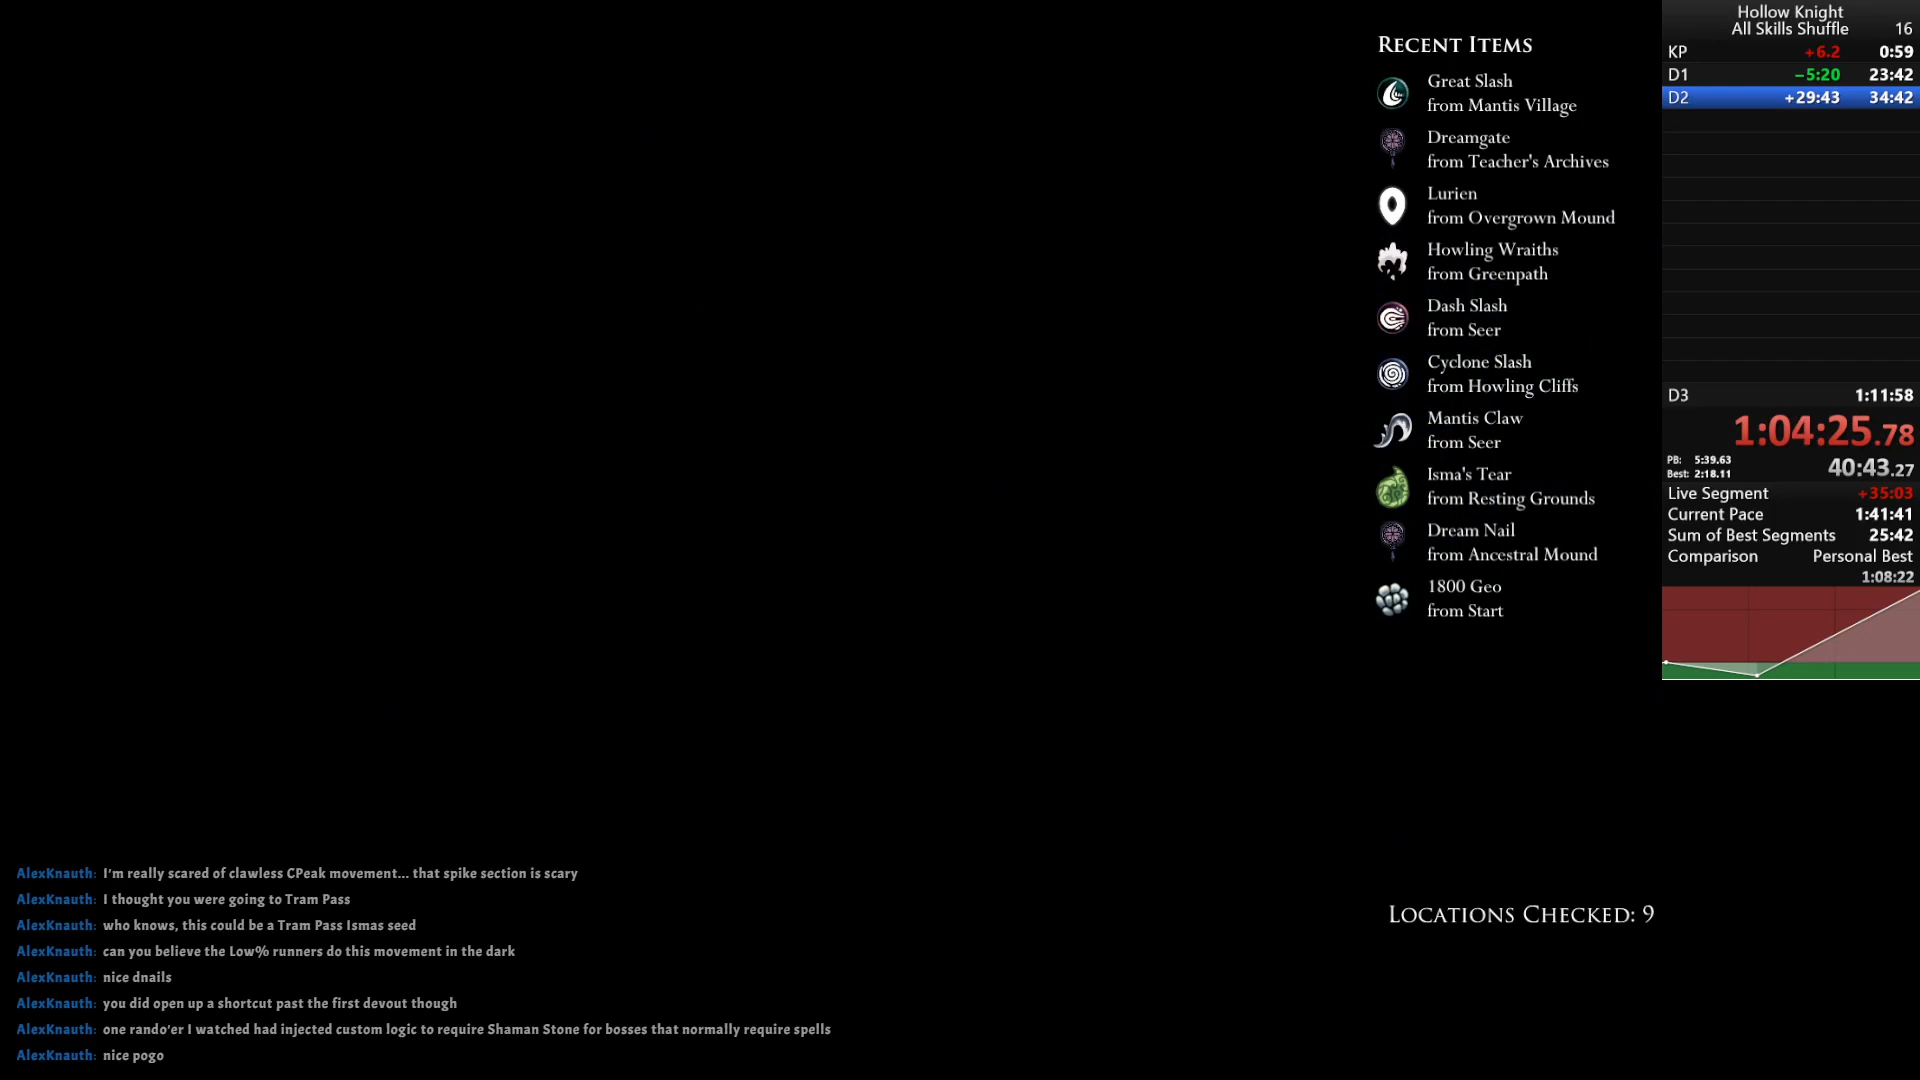 RECENT ITEMS
Great Slash
from Mantis Village
Dreamgate
from Teacher's Archives
Lurien
from Overgrown Mound
Howling Wraiths
from Greenpath
Dash Slash
from Seer
Cyclone Slash
from Howling Cliffs
Mantis Claw
from Seer
Isma's Tear
from Resting Grounds
Dream Nail
from Ancestral Mound
1800 Geo
from Start
LOCATIONS CHECKED: 9
Hollow Knight
All Skills Shuffle 16
KP +6.2 0:59
D1 −5:20 23:42
D2 +29:43 34:42
D3 1:11:58
1:04:25.78
PB: 5:39.63
Best: 2:18.11
40:43.27
Live Segment +35:03
Current Pace 1:41:41
Sum of Best Segments 25:42
Comparison Personal Best
1:08:22
AlexKnauth: I'm really scared of clawless CPeak movement... that spike section is scary
AlexKnauth: I thought you were going to Tram Pass
AlexKnauth: who knows, this could be a Tram Pass Ismas seed
AlexKnauth: can you believe the Low% runners do this movement in the dark
AlexKnauth: nice dnails
AlexKnauth: you did open up a shortcut past the first devout though
AlexKnauth: one rando'er I watched had injected custom logic to require Shaman Stone for bosses that normally require spells
AlexKnauth: nice pogo